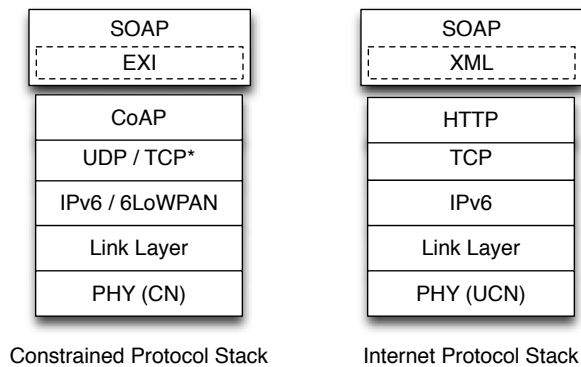 SOAP
EXI
CoAP
UDP / TCP*
IPv6 / 6LoWPAN
Link Layer
PHY (CN)
Constrained Protocol Stack
SOAP
XML
HTTP
TCP
IPv6
Link Layer
PHY (UCN)
Internet Protocol Stack